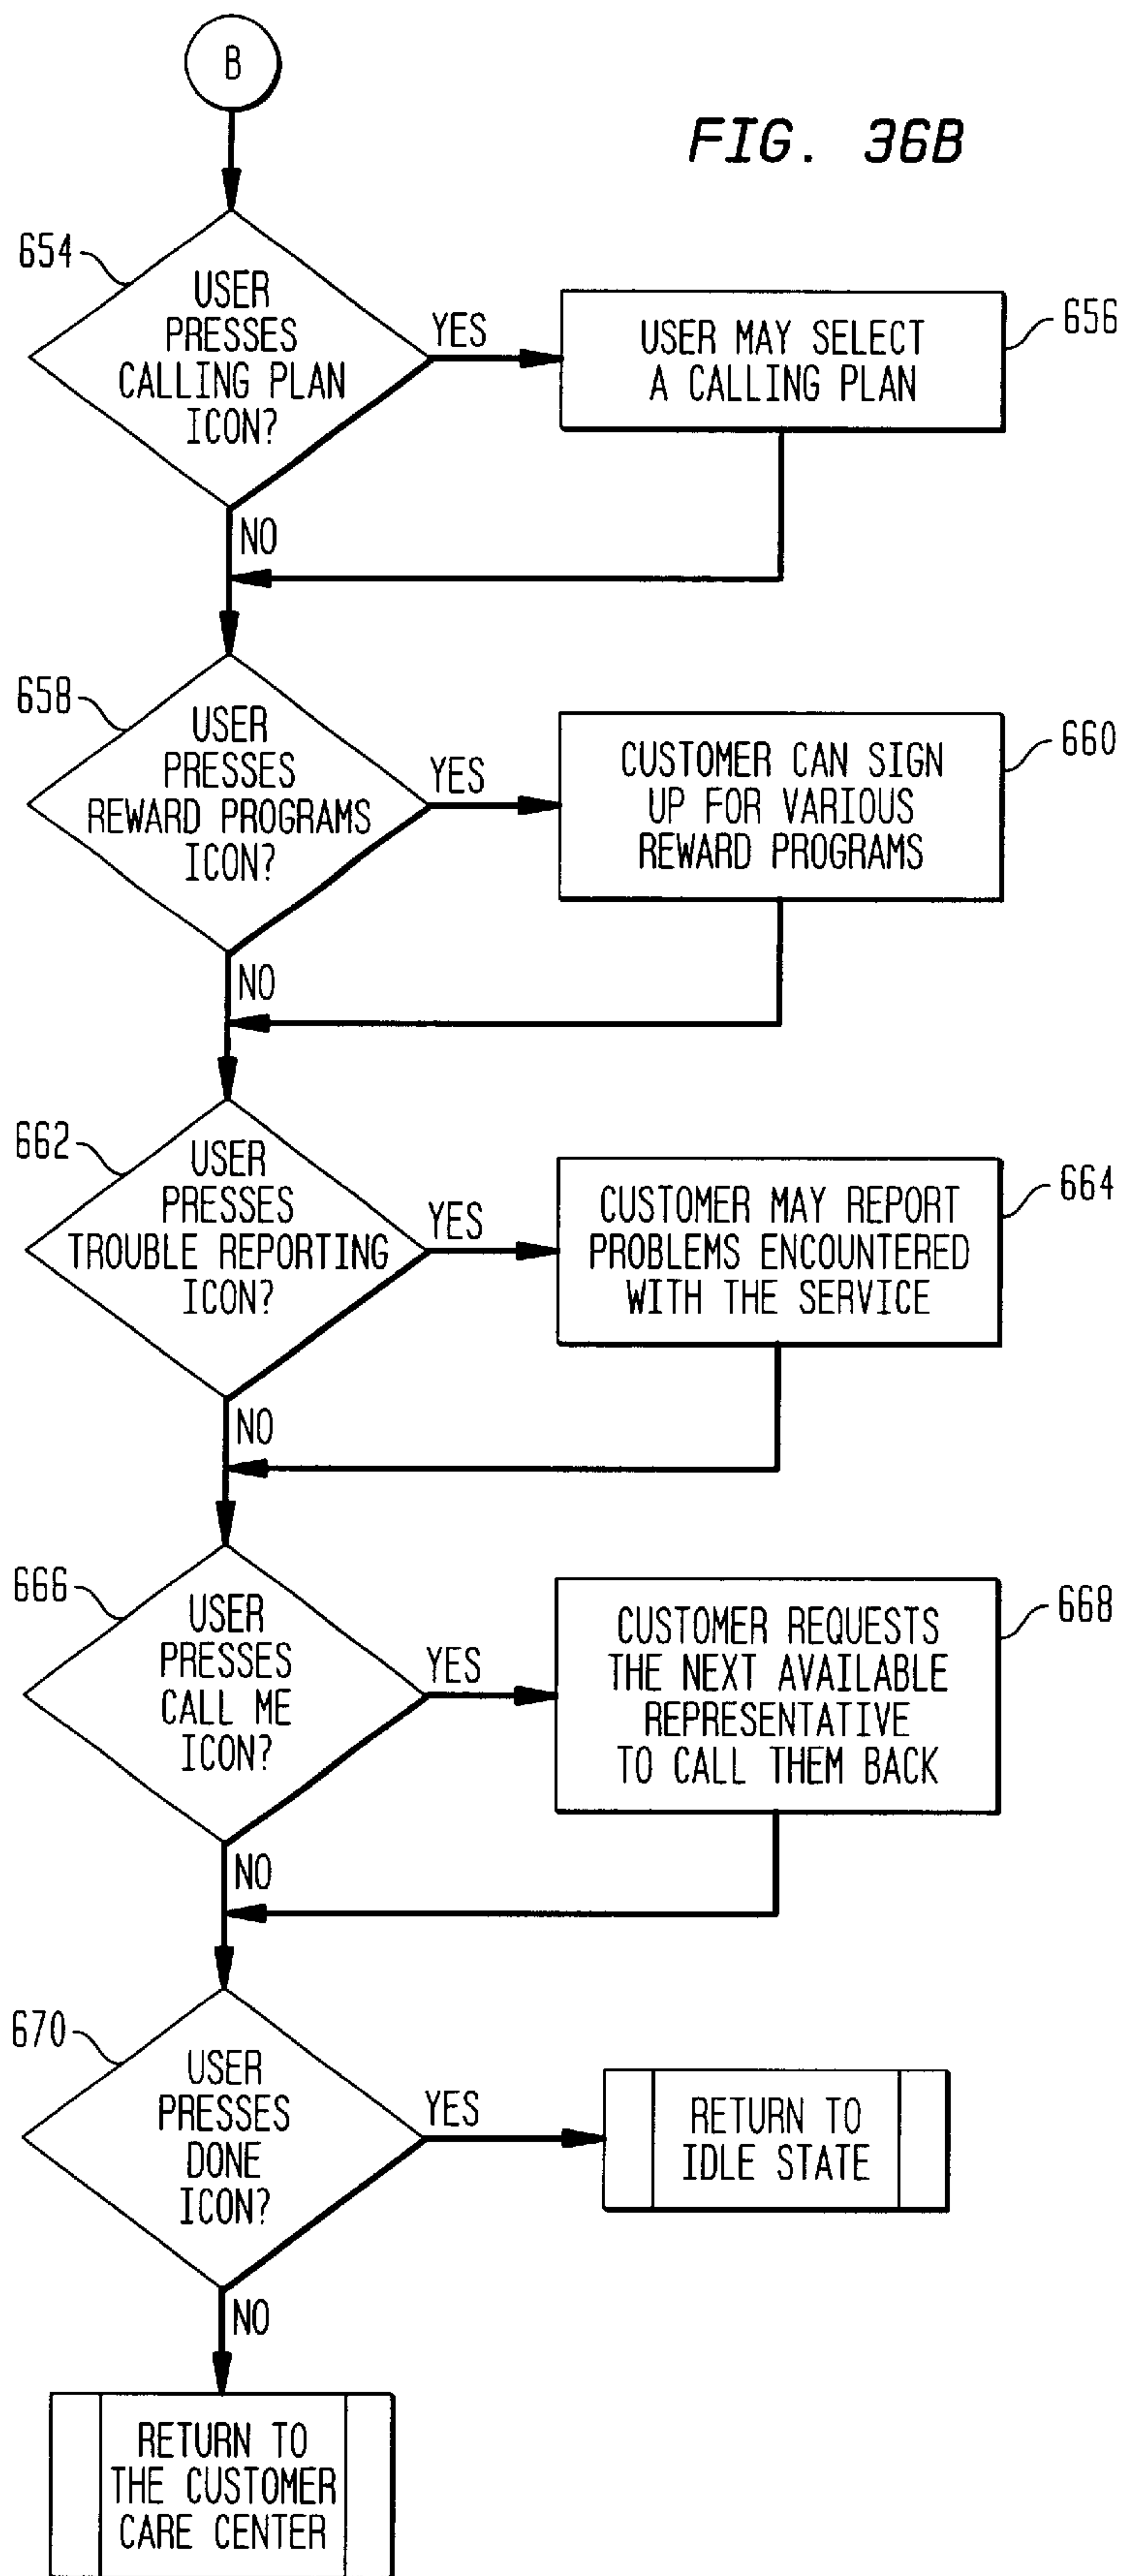 B
FIG. 36B
654
USER
PRESSES
CALLING PLAN
ICON?
YES
USER MAY SELECT
A CALLING PLAN
656
NO
658
USER
PRESSES
REWARD PROGRAMS
ICON?
YES
CUSTOMER CAN SIGN
UP FOR VARIOUS
REWARD PROGRAMS
660
NO
662
USER
PRESSES
TROUBLE REPORTING
ICON?
YES
CUSTOMER MAY REPORT
PROBLEMS ENCOUNTERED
WITH THE SERVICE
664
NO
666
USER
PRESSES
CALL ME
ICON?
YES
CUSTOMER REQUESTS
THE NEXT AVAILABLE
REPRESENTATIVE
TO CALL THEM BACK
668
NO
670
USER
PRESSES
DONE
ICON?
YES
RETURN TO
IDLE STATE
NO
RETURN TO
THE CUSTOMER
CARE CENTER